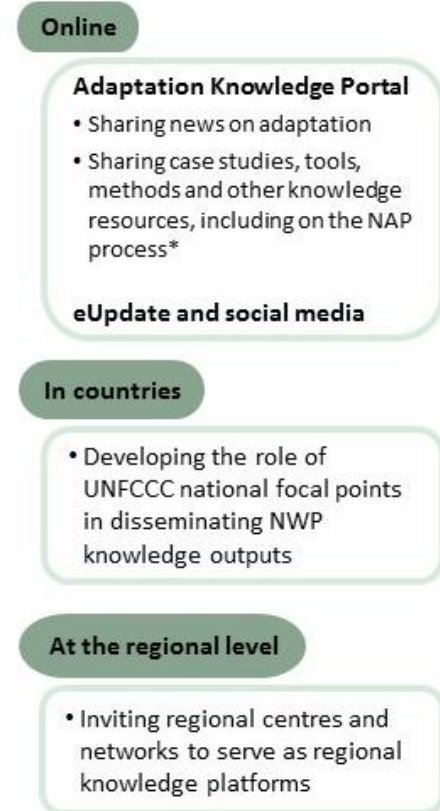 Online
Adaptation Knowledge Portal
• Sharing news on adaptation
• Sharing case studies, tools,
methods and other knowledge
resources, including on the NAP
process*
eUpdate and social media
In countries
• Developing the role of
UNFCCC national focal points
in disseminating NWP
knowledge outputs
At the regional level
• Inviting regional centres and
networks to serve as regional
knowledge platforms